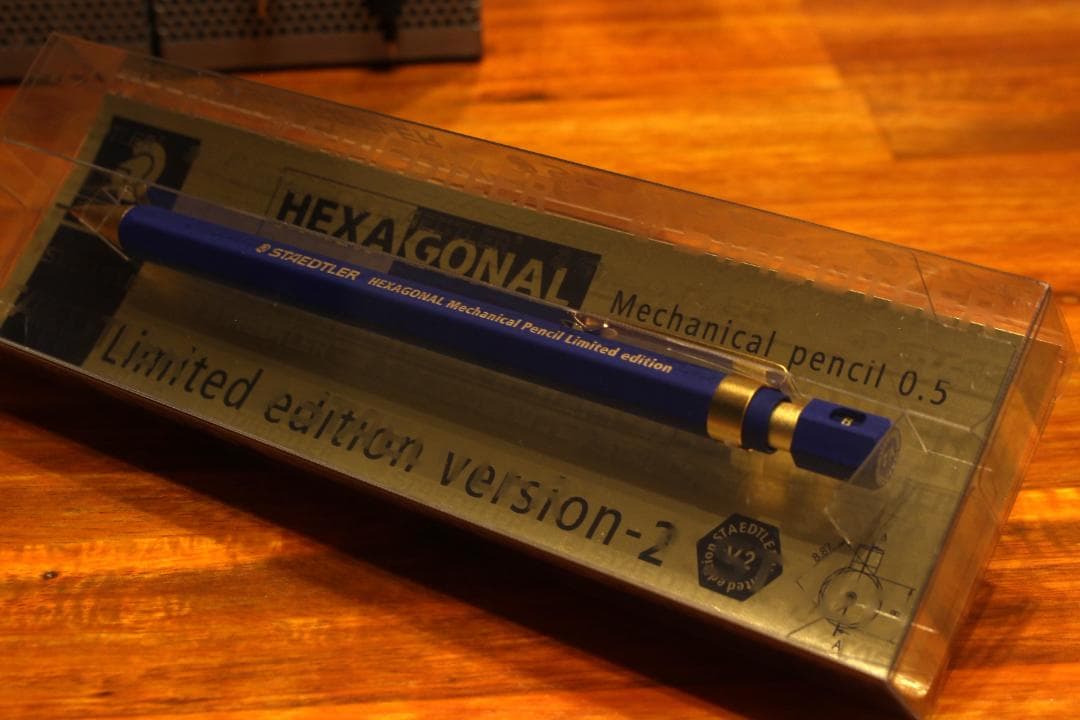 HEXAGONAL
STAEDTLER HEXAGONAL Mechanical Pencil Limited edition
Mechanical pencil 0.5
B
Limited edition version-2
STAEDTLER
V2
A
A